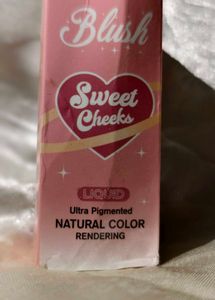 Blush
Sweet
Cheeks
LIQUID
Ultra Pigmented
NATURAL COLOR
RENDERING